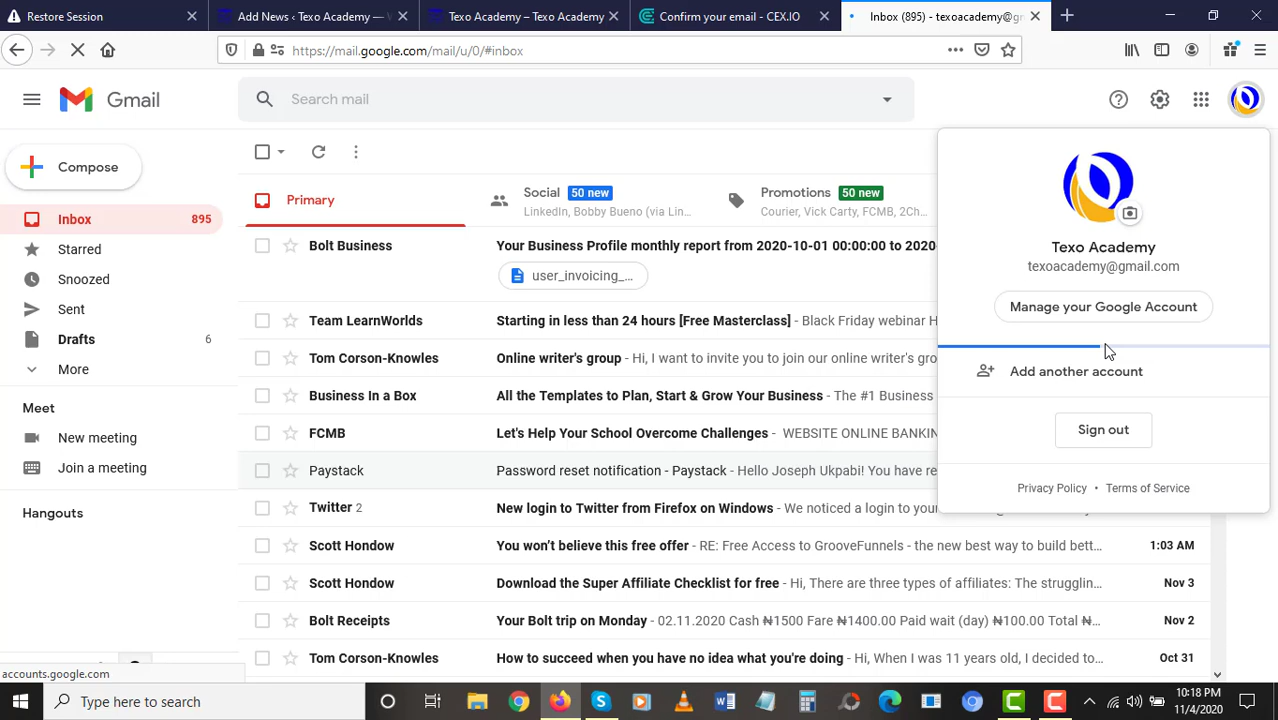 Restore Session
Add News ‹ Texo Academy — W
Texo Academy – Texo Academy
Confirm your email - CEX.IO
Inbox (895) - texoacademy@gm
https://mail.google.com/mail/u/0/#inbox
Gmail
Search mail
Compose
Inbox 895
Starred
Snoozed
Sent
Drafts 6
More
Meet
New meeting
Join a meeting
Hangouts
Primary
Social 50 new
LinkedIn, Bobby Bueno (via Lin...
Promotions 50 new
Courier, Vick Carty, FCMB, 2Ch...
Bolt Business Your Business Profile monthly report from 2020-10-01 00:00:00 to 2020
user_invoicing_...
Team LearnWorlds Starting in less than 24 hours [Free Masterclass] - Black Friday webinar H
Tom Corson-Knowles Online writer's group - Hi, I want to invite you to join our online writer's group
Business In a Box All the Templates to Plan, Start & Grow Your Business - The #1 Business
FCMB Let's Help Your School Overcome Challenges - WEBSITE ONLINE BANKIN
Paystack Password reset notification - Paystack - Hello Joseph Ukpabi! You have re
Twitter 2 New login to Twitter from Firefox on Windows - We noticed a login to your
Scott Hondow You won't believe this free offer - RE: Free Access to GrooveFunnels - the new best way to build bett... 1:03 AM
Scott Hondow Download the Super Affiliate Checklist for free - Hi, There are three types of affiliates: The strugglin... Nov 3
Bolt Receipts Your Bolt trip on Monday - 02.11.2020 Cash ₦1500 Fare ₦1400.00 Paid wait (day) ₦100.00 Total ₦... Nov 2
Tom Corson-Knowles How to succeed when you have no idea what you're doing - Hi, When I was 11 years old, I decided to... Oct 31
Texo Academy
texoacademy@gmail.com
Manage your Google Account
Add another account
Sign out
Privacy Policy • Terms of Service
accounts.google.com
Type here to search
10:18 PM
11/4/2020